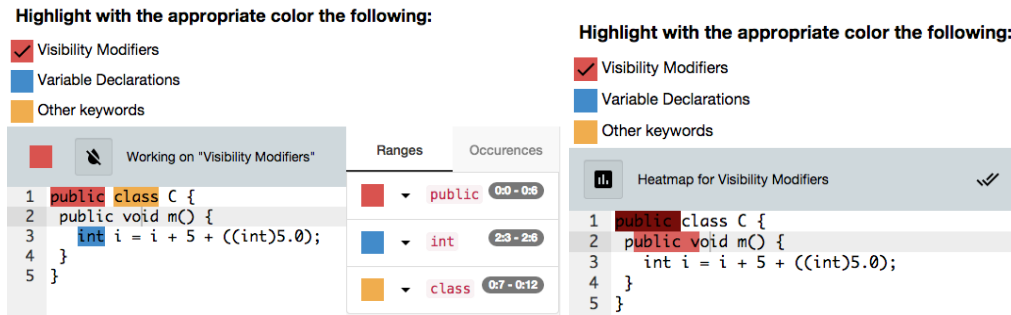 Highlight with the appropriate color the following:
Visibility Modifiers
Variable Declarations
Other keywords
Working on "Visibility Modifiers"
1 public class C {
2 public void m() {
3 int i = i + 5 + ((int)5.0);
4 }
5 }
Ranges Occurences
public 0:0 - 0:6
int 2:3 - 2:6
class 0:7 - 0:12
Highlight with the appropriate color the following:
Visibility Modifiers
Variable Declarations
Other keywords
Heatmap for Visibility Modifiers
1 public class C {
2 public void m() {
3 int i = i + 5 + ((int)5.0);
4 }
5 }